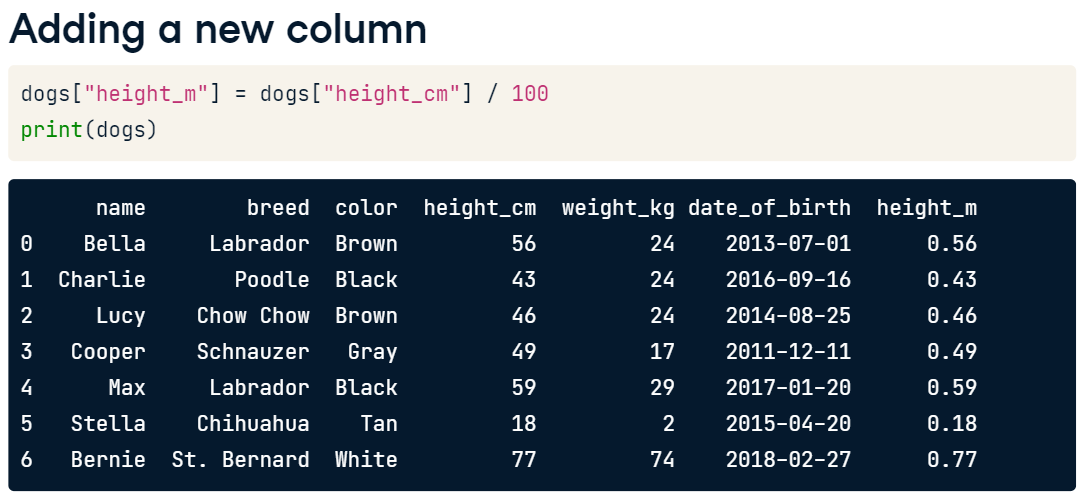 Adding a new column
dogs["height_m"] = dogs["height_cm"] / 100
print(dogs)
name breed color height_cm weight_kg date_of_birth height_m
0 Bella Labrador Brown 56 24 2013-07-01 0.56
1 Charlie Poodle Black 43 24 2016-09-16 0.43
2 Lucy Chow Chow Brown 46 24 2014-08-25 0.46
3 Cooper Schnauzer Gray 49 17 2011-12-11 0.49
4 Max Labrador Black 59 29 2017-01-20 0.59
5 Stella Chihuahua Tan 18 2 2015-04-20 0.18
6 Bernie St. Bernard White 77 74 2018-02-27 0.77